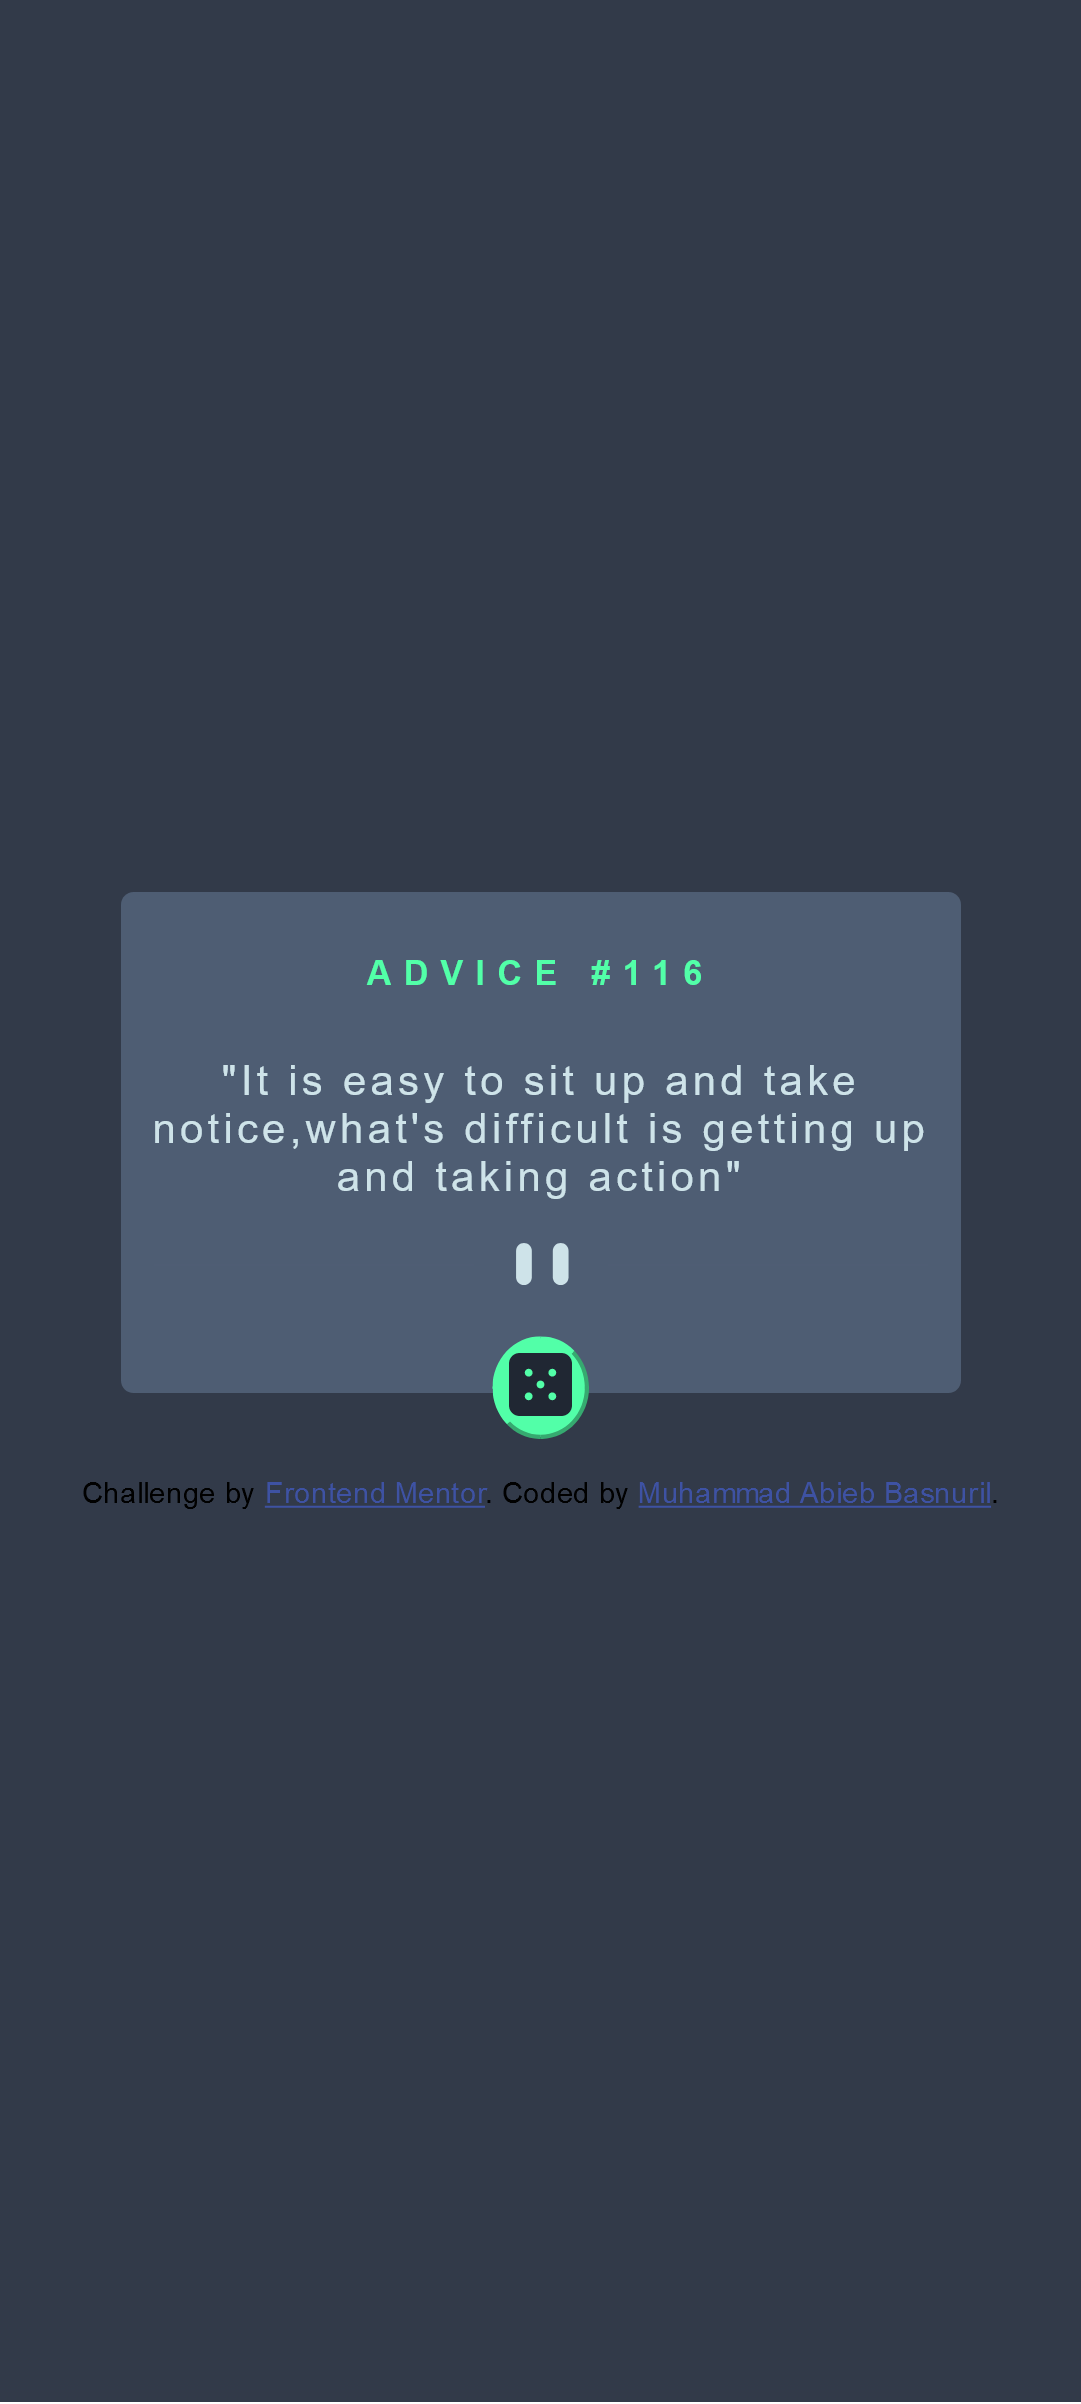 ADVICE #116
"It is easy to sit up and take
notice,what's difficult is getting up
and taking action"
Challenge by Frontend Mentor. Coded by Muhammad Abieb Basnuril.